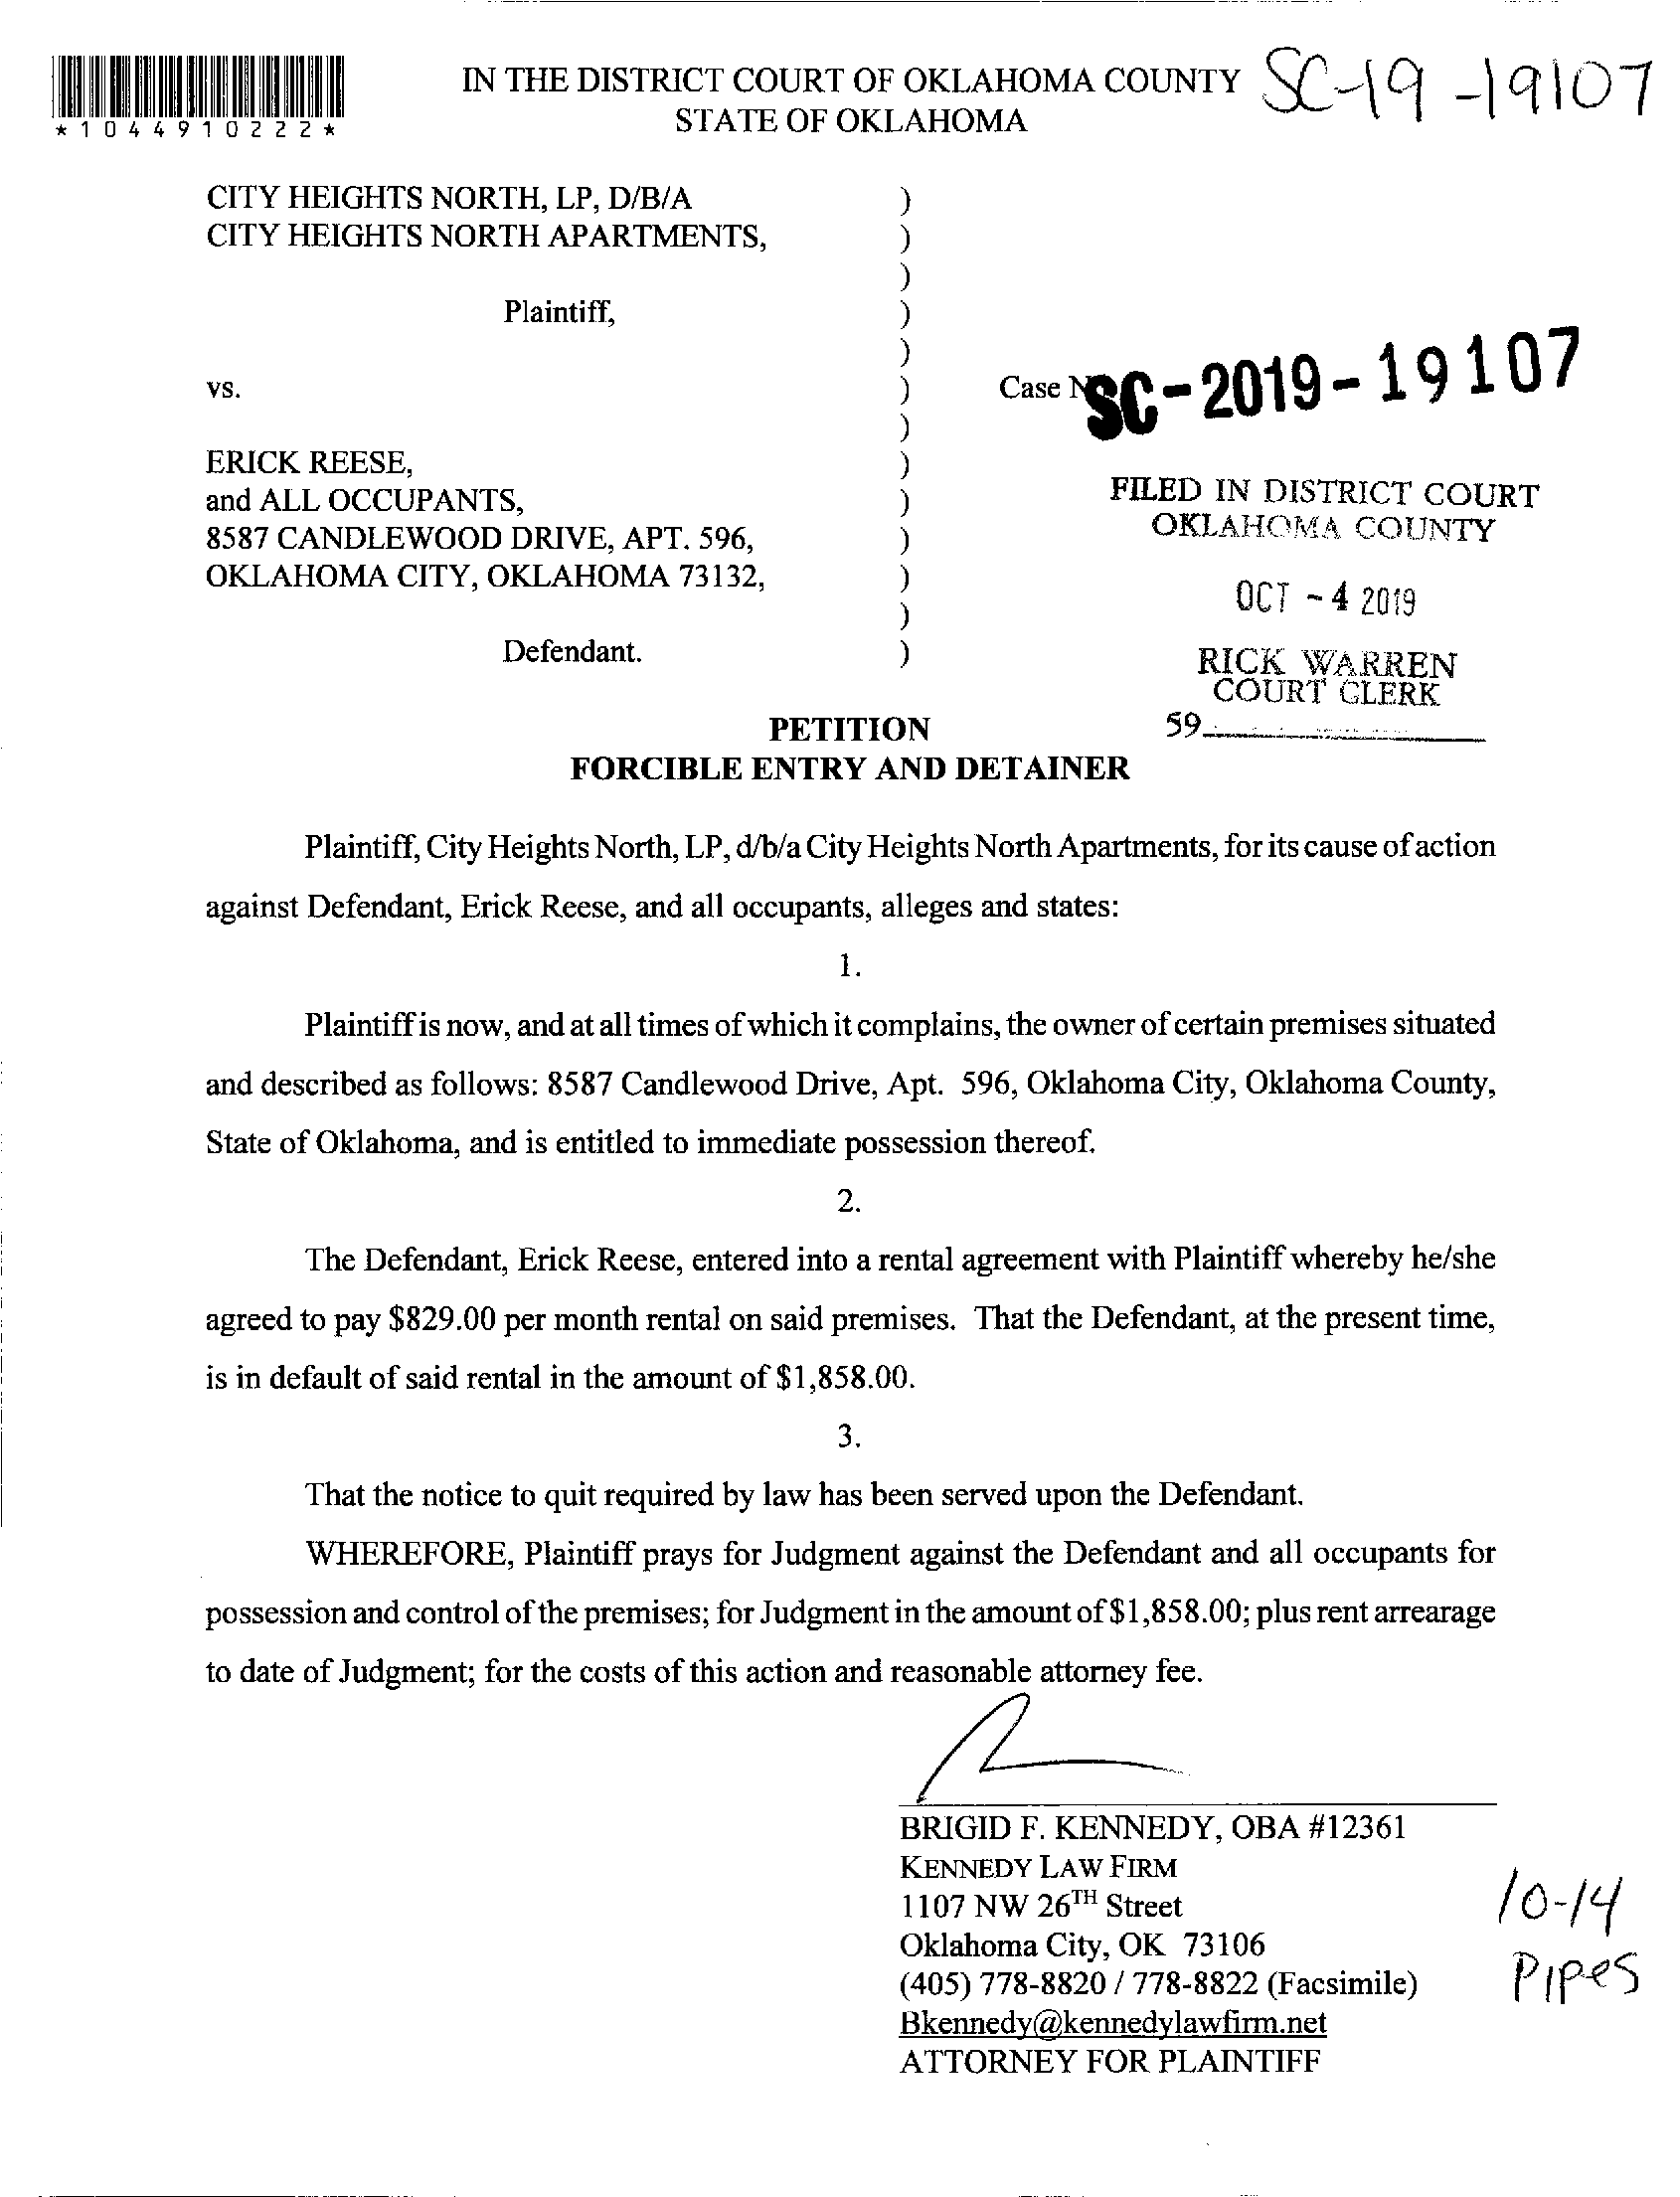 *1044910222*
IN THE DISTRICT COURT OF OKLAHOMA COUNTY
STATE OF OKLAHOMA
SC-19-19107
CITY HEIGHTS NORTH, LP, D/B/A )
CITY HEIGHTS NORTH APARTMENTS, )
)
Plaintiff, )
)
vs. ) Case N SC-2019-19107
)
ERICK REESE, )
and ALL OCCUPANTS, )
8587 CANDLEWOOD DRIVE, APT. 596, )
OKLAHOMA CITY, OKLAHOMA 73132, )
)
Defendant. )
FILED IN DISTRICT COURT
OKLAHOMA COUNTY
OCT - 4 2019
RICK WARREN
COURT CLERK
59
PETITION
FORCIBLE ENTRY AND DETAINER
Plaintiff, City Heights North, LP, d/b/a City Heights North Apartments, for its cause of action
against Defendant, Erick Reese, and all occupants, alleges and states:
1.
Plaintiff is now, and at all times of which it complains, the owner of certain premises situated
and described as follows: 8587 Candlewood Drive, Apt. 596, Oklahoma City, Oklahoma County,
State of Oklahoma, and is entitled to immediate possession thereof.
2.
The Defendant, Erick Reese, entered into a rental agreement with Plaintiff whereby he/she
agreed to pay $829.00 per month rental on said premises. That the Defendant, at the present time,
is in default of said rental in the amount of $1,858.00.
3.
That the notice to quit required by law has been served upon the Defendant.
WHEREFORE, Plaintiff prays for Judgment against the Defendant and all occupants for
possession and control of the premises; for Judgment in the amount of $1,858.00; plus rent arrearage
to date of Judgment; for the costs of this action and reasonable attorney fee.
BRIGID F. KENNEDY, OBA #12361
KENNEDY LAW FIRM
1107 NW 26TH Street
Oklahoma City, OK 73106
(405) 778-8820 / 778-8822 (Facsimile)
Bkennedy@kennedylawfirm.net
ATTORNEY FOR PLAINTIFF
10-14
Pipes